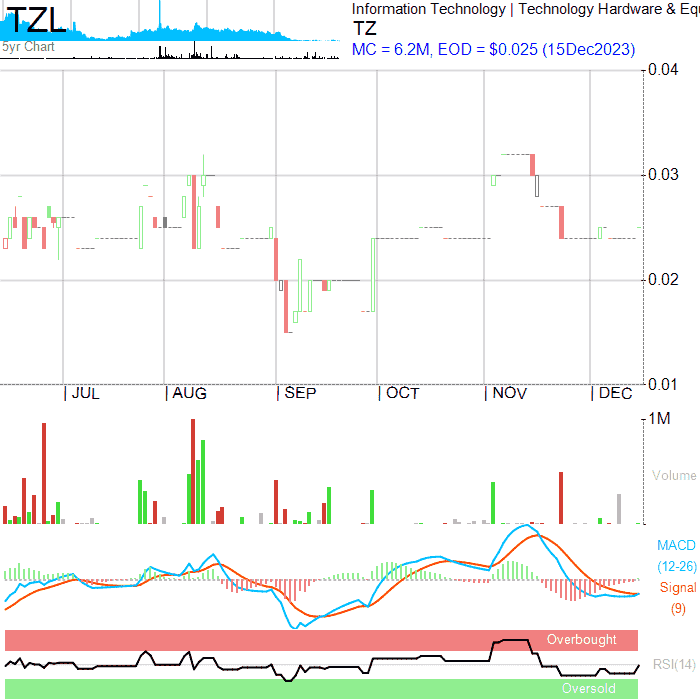 TZL
5yr Chart
Information Technology | Technology Hardware &
TZ
MC = 6.2M, EOD = $0.025 (15Dec2023)
0.04
0.03
0.02
0.01
| JUL | AUG | SEP | OCT | NOV | DEC
1M
Volume
MACD
(12-26)
Signal
(9)
Overbought
RSI(14)
Oversold